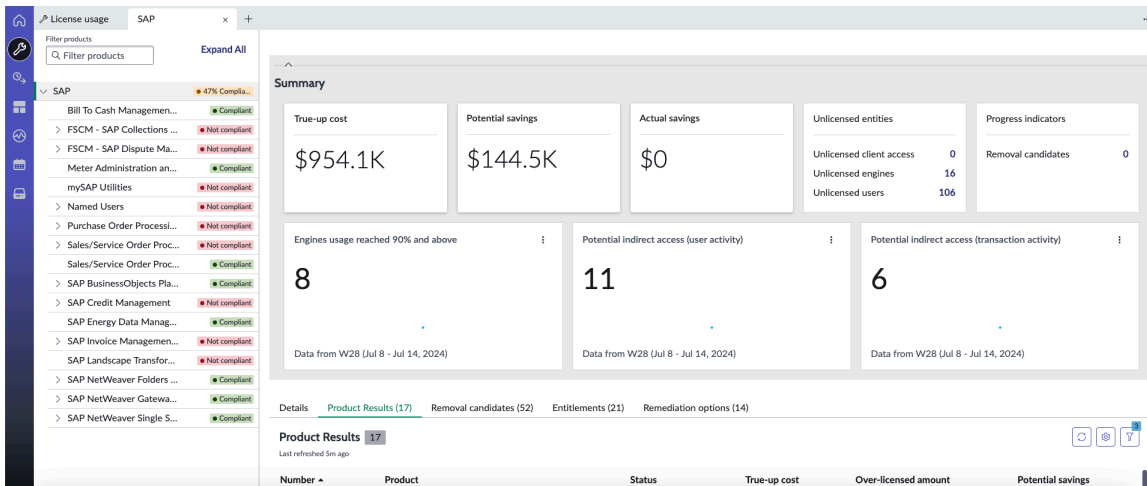 License usage
SAP
Filter products
Filter products
Expand All
SAP
47% Complia...
Bill To Cash Managemen...
Compliant
FSCM - SAP Collections ...
Not compliant
FSCM - SAP Dispute Ma...
Not compliant
Meter Administration an...
Compliant
mySAP Utilities
Not compliant
Named Users
Not compliant
Purchase Order Processi...
Not compliant
Sales/Service Order Proc...
Not compliant
Sales/Service Order Proc...
Compliant
SAP BusinessObjects Pla...
Compliant
SAP Credit Management
Not compliant
SAP Energy Data Manag...
Compliant
SAP Invoice Managemen...
Not compliant
SAP Landscape Transfor...
Not compliant
SAP NetWeaver Folders ...
Compliant
SAP NetWeaver Gatewa...
Compliant
SAP NetWeaver Single S...
Compliant
Summary
True-up cost
$954.1K
Potential savings
$144.5K
Actual savings
$0
Unlicensed entities
Unlicensed client access 0
Unlicensed engines 16
Unlicensed users 106
Progress indicators
Removal candidates 0
Engines usage reached 90% and above
8
Data from W28 (Jul 8 - Jul 14, 2024)
Potential indirect access (user activity)
11
Data from W28 (Jul 8 - Jul 14, 2024)
Potential indirect access (transaction activity)
6
Data from W28 (Jul 8 - Jul 14, 2024)
Details Product Results (17) Removal candidates (52) Entitlements (21) Remediation options (14)
Product Results 17
3
Last refreshed 5m ago
Number Product Status True-up cost Over-licensed amount Potential savings